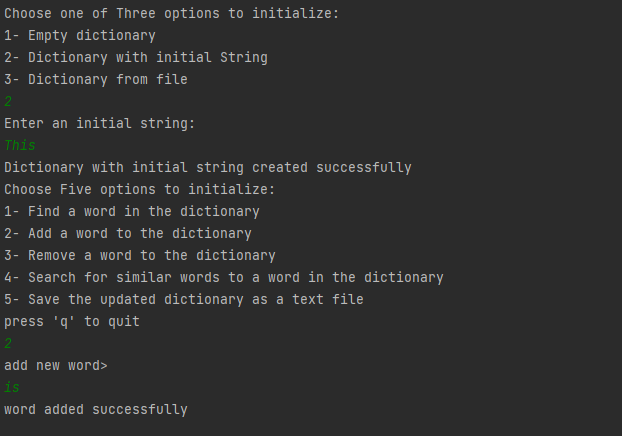 Choose one of Three options to initialize:
1- Empty dictionary
2- Dictionary with initial String
3- Dictionary from file
2
Enter an initial string:
This
Dictionary with initial string created successfully
Choose Five options to initialize:
1- Find a word in the dictionary
2- Add a word to the dictionary
3- Remove a word to the dictionary
4- Search for similar words to a word in the dictionary
5- Save the updated dictionary as a text file
press 'q' to quit
2
add new word>
is
word added successfully